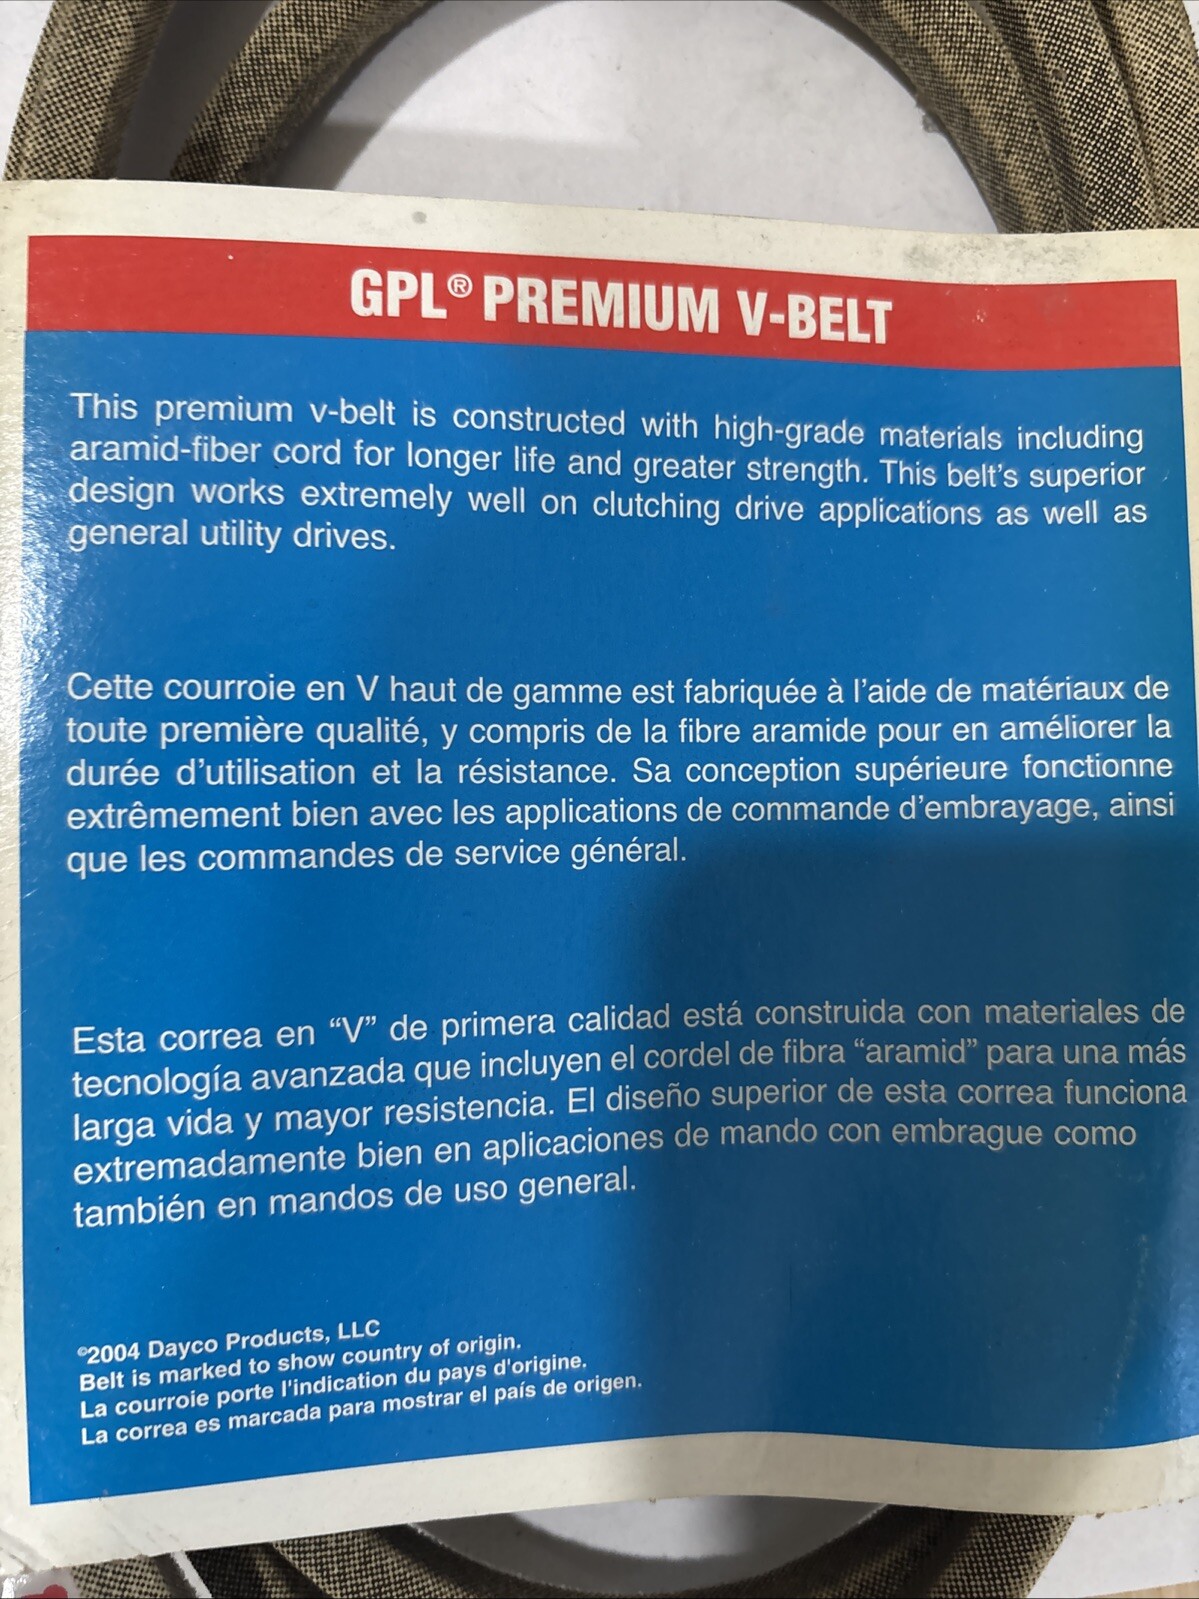 GPL® PREMIUM V-BELT
This premium v-belt is constructed with high-grade materials including
aramid-fiber cord for longer life and greater strength. This belt's superior
design works extremely well on clutching drive applications as well as
general utility drives.
Cette courroie en V haut de gamme est fabriquée à l'aide de matériaux de
toute première qualité, y compris de la fibre aramide pour en améliorer la
durée d'utilisation et la résistance. Sa conception supérieure fonctionne
extrêmement bien avec les applications de commande d'embrayage, ainsi
que les commandes de service général.
Esta correa en “V” de primera calidad está construida con materiales de
tecnología avanzada que incluyen el cordel de fibra “aramid” para una más
larga vida y mayor resistencia. El diseño superior de esta correa funciona
extremadamente bien en aplicaciones de mando con embrague como
también en mandos de uso general.
©2004 Dayco Products, LLC
Belt is marked to show country of origin.
La courroie porte l'indication du pays d'origine.
La correa es marcada para mostrar el país de origen.